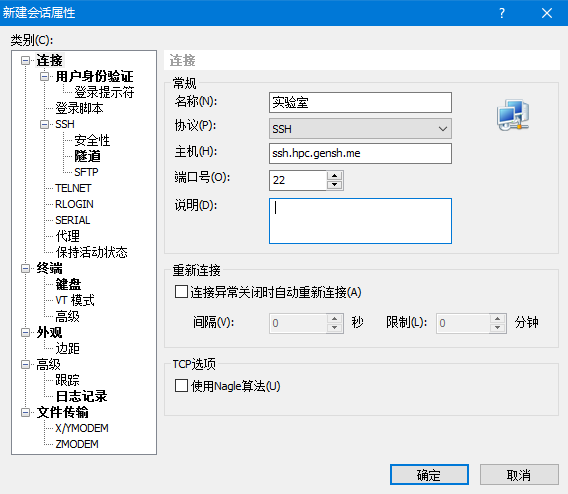 新建会话属性
类别(C):
连接
用户身份验证
登录提示符
登录脚本
SSH
安全性
隧道
SFTP
TELNET
RLOGIN
SERIAL
代理
保持活动状态
终端
键盘
VT 模式
高级
外观
边距
高级
跟踪
日志记录
文件传输
X/YMODEM
ZMODEM
连接
常规
名称(N): 实验室
协议(P): SSH
主机(H): ssh.hpc.gensh.me
端口号(O): 22
说明(D):
重新连接
连接异常关闭时自动重新连接(A)
间隔(V): 0 秒 限制(L): 0 分钟
TCP选项
使用Nagle算法(U)
确定 取消